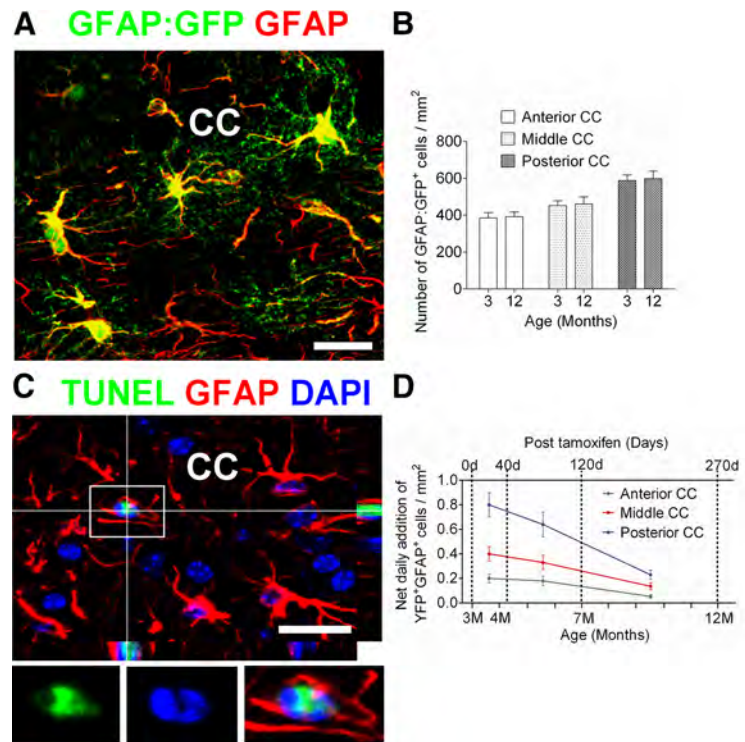 A GFAP:GFP GFAP
CC
B
Anterior CC
Middle CC
Posterior CC
Number of GFAP:GFP+ cells / mm2
800
600
400
200
0
3 12 3 12 3 12
Age (Months)
C TUNEL GFAP DAPI
CC
D
Post tamoxifen (Days)
0d 40d 120d 270d
Anterior CC
Middle CC
Posterior CC
Net daily addition of
YFP+GFAP+ cells / mm2
1.0
0.8
0.6
0.4
0.2
0.0
3M 4M 7M 12M
Age (Months)